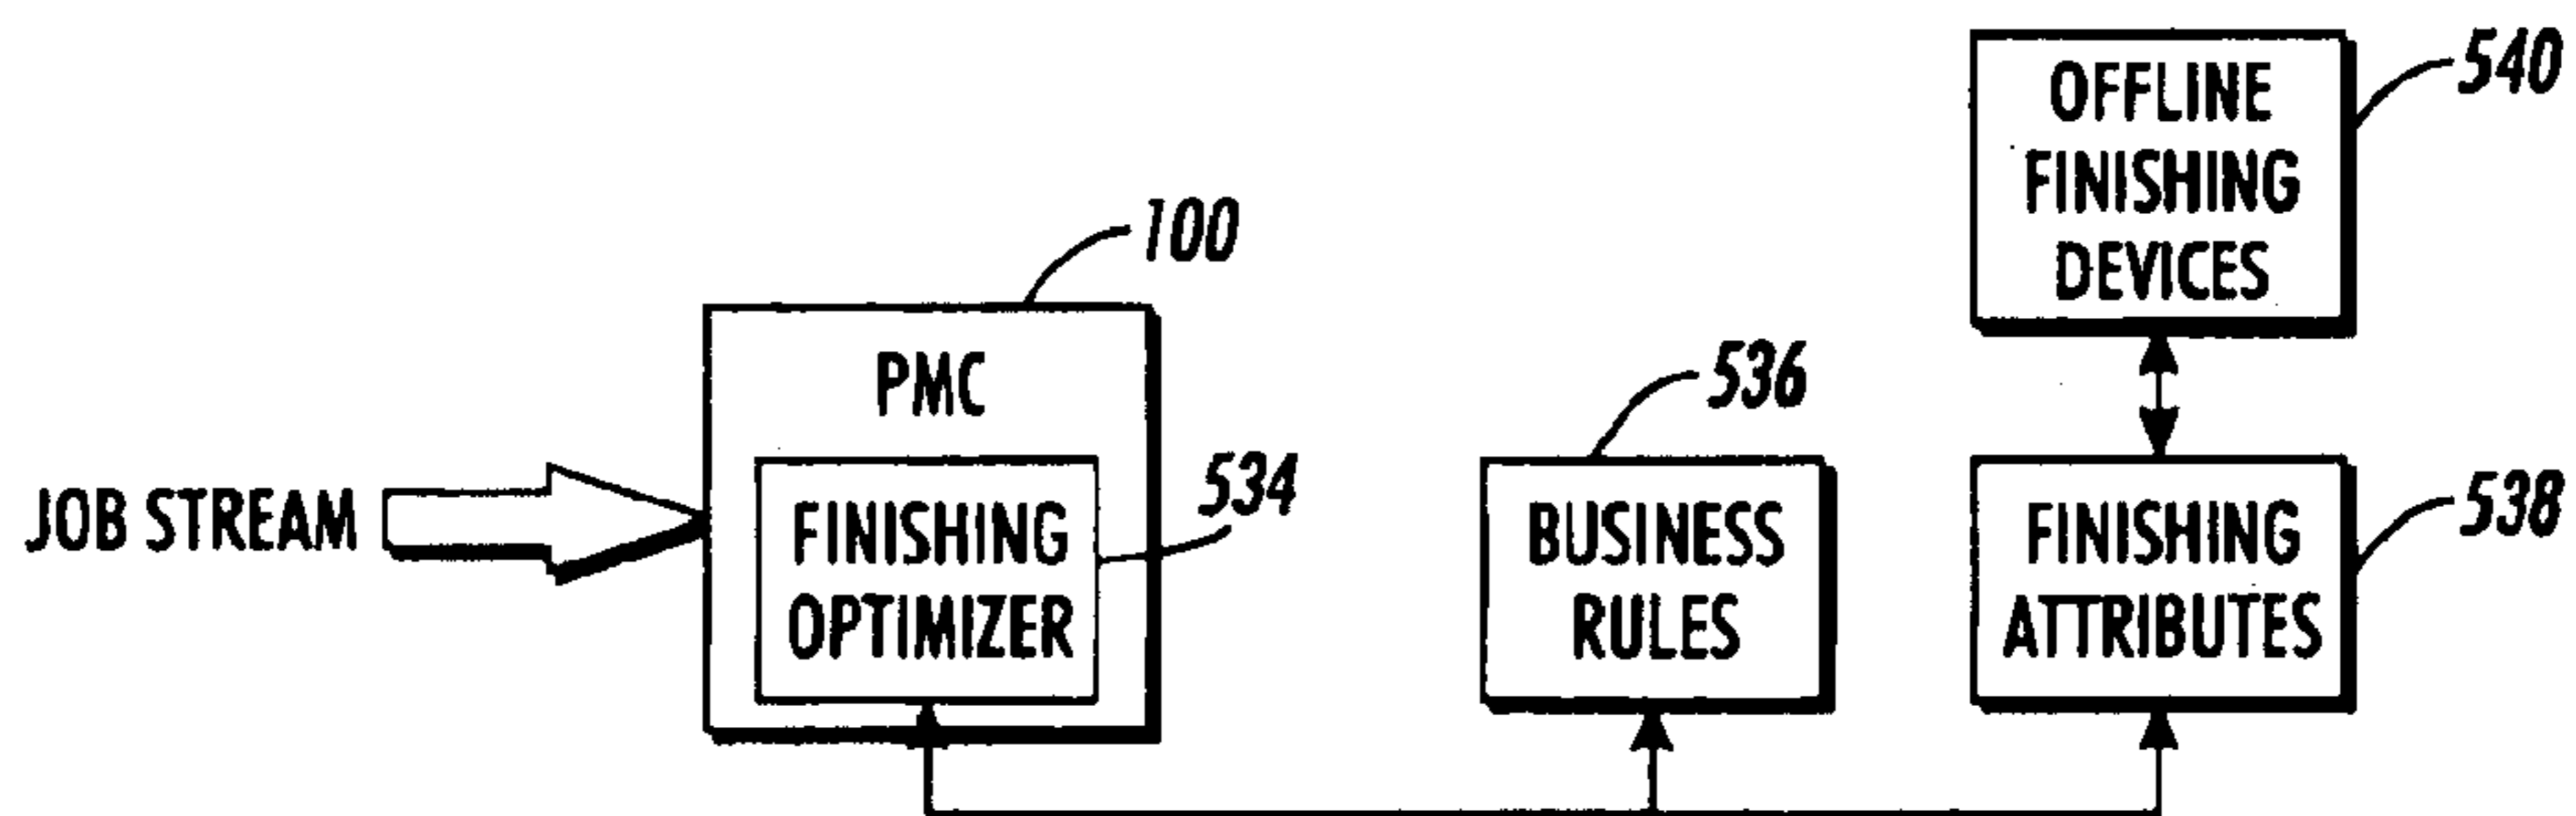 540
OFFLINE
FINISHING
DEVICES
100
PMC
536
534
538
JOB STREAM
FINISHING
OPTIMIZER
BUSINESS
RULES
FINISHING
ATTRIBUTES